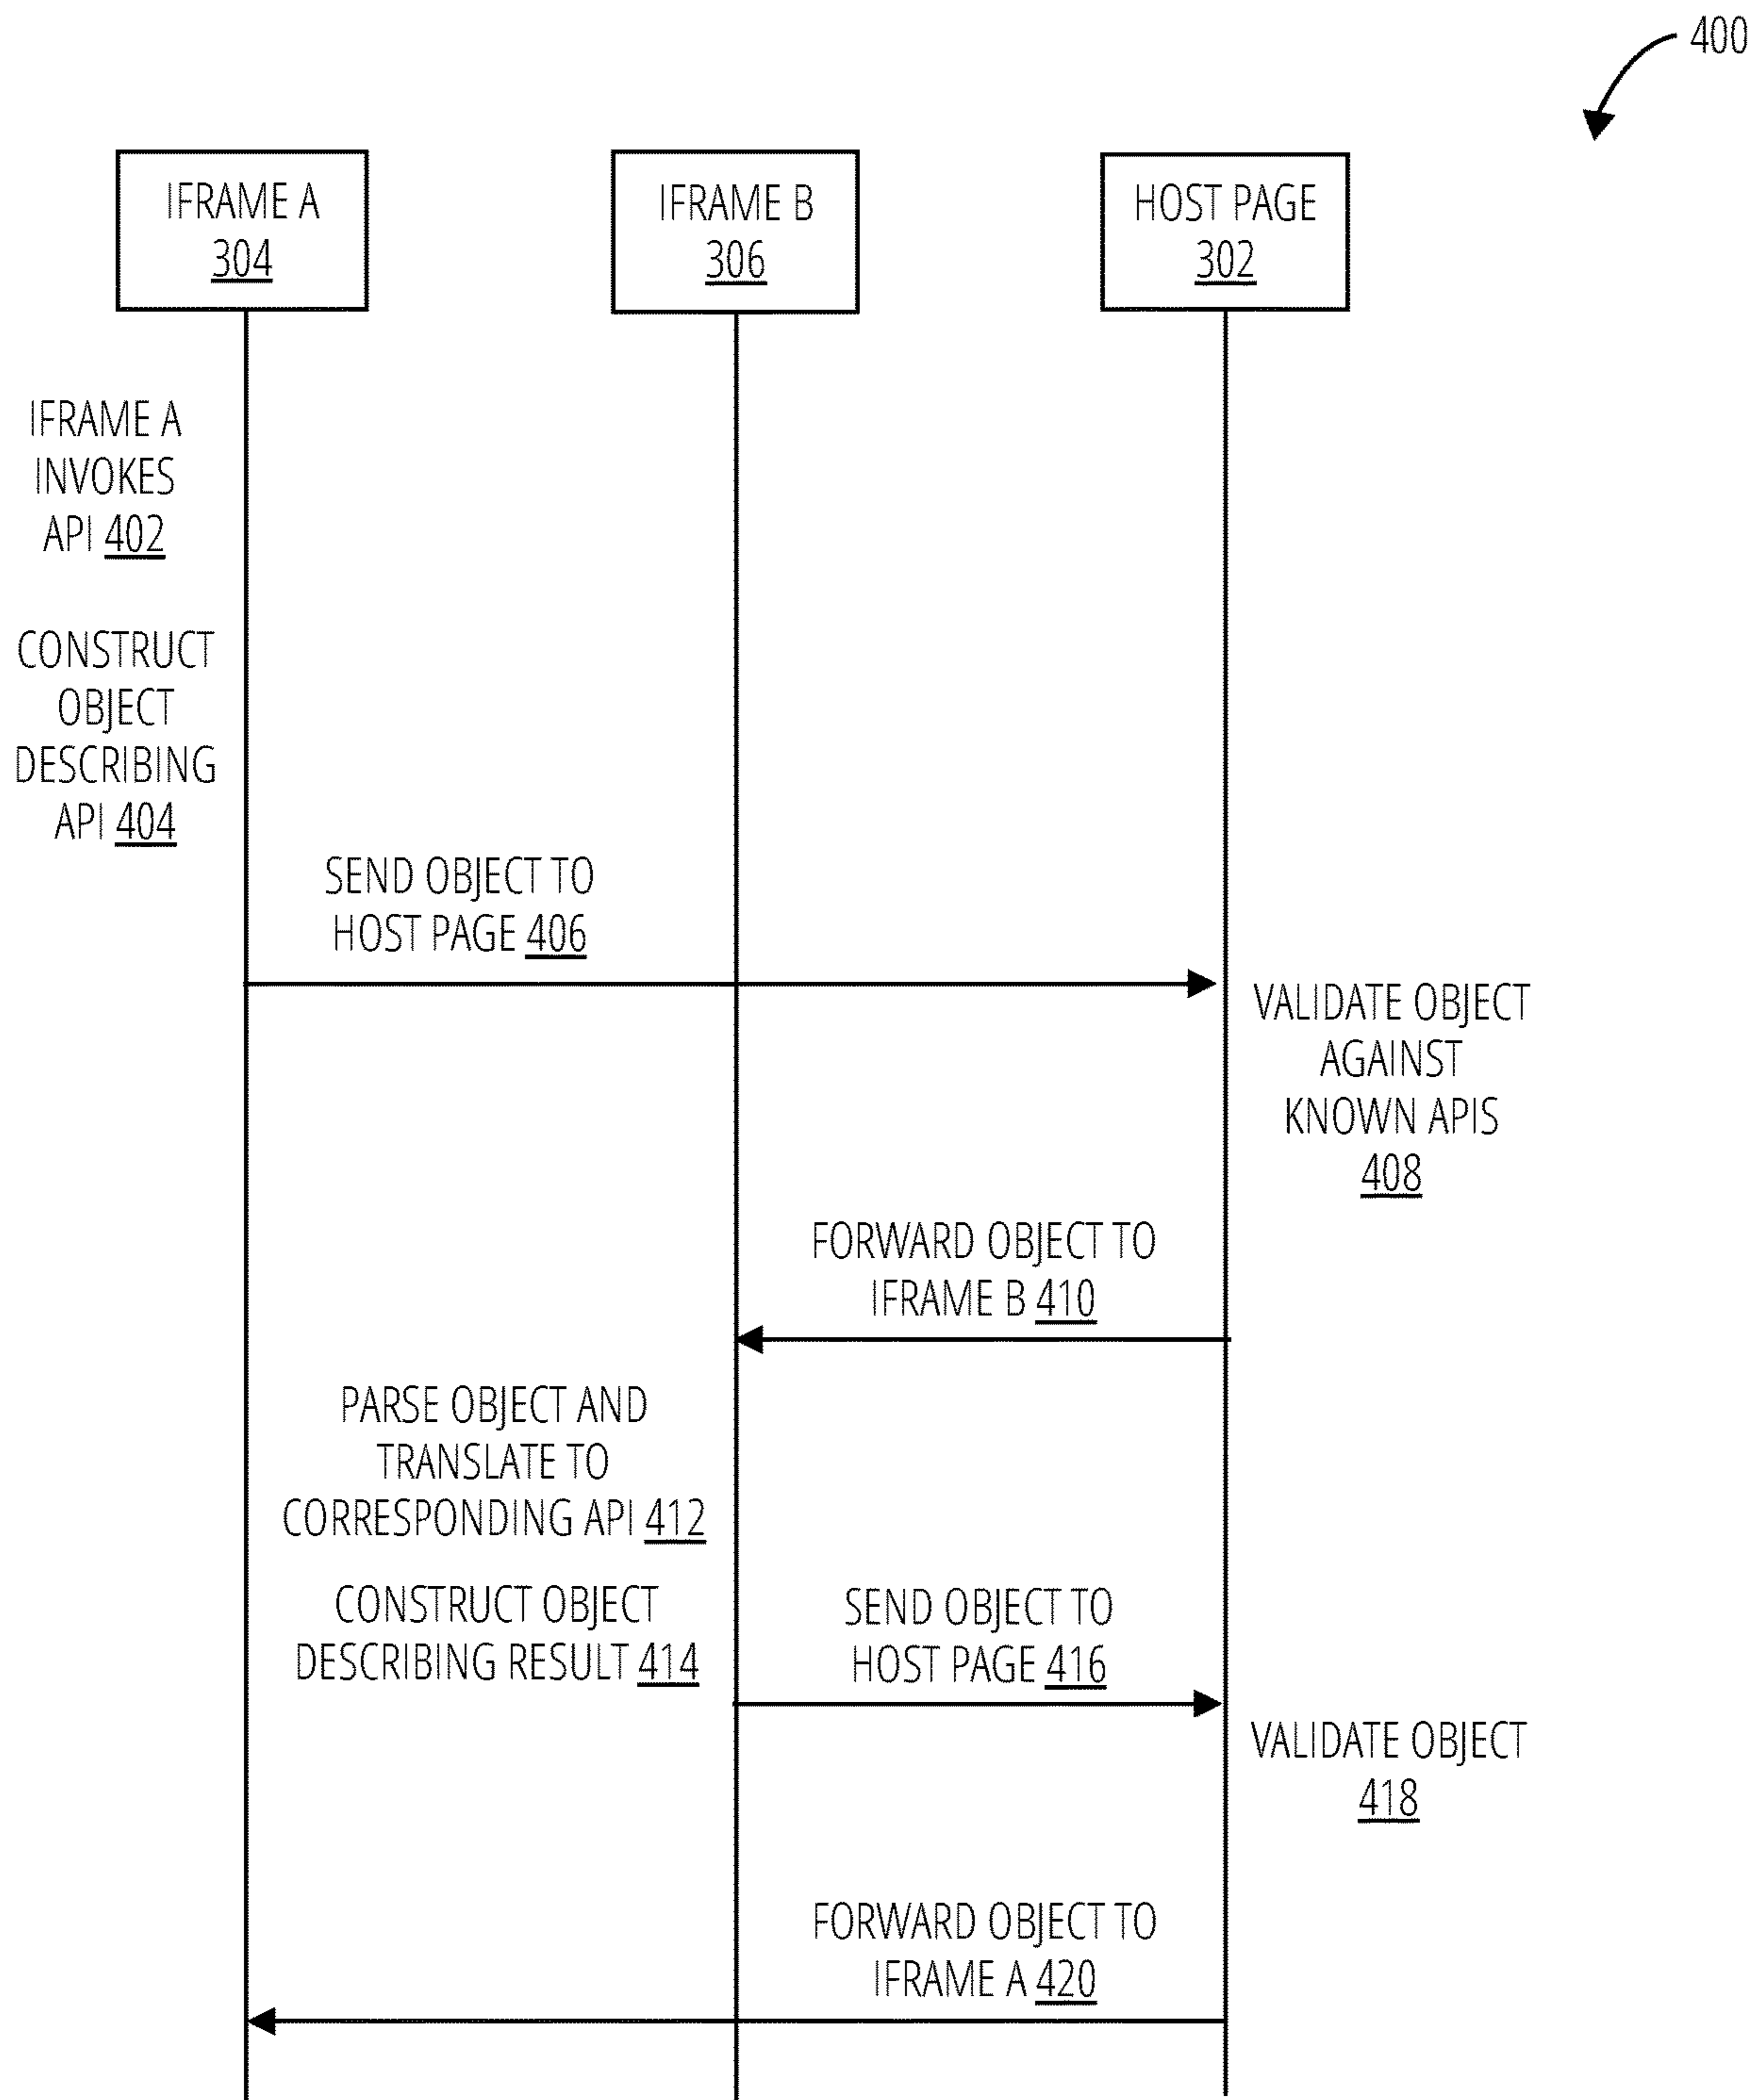 400
IFRAME A
304
IFRAME B
306
HOST PAGE
302
IFRAME A
INVOKES
API 402
CONSTRUCT
OBJECT
DESCRIBING
API 404
SEND OBJECT TO
HOST PAGE 406
VALIDATE OBJECT
AGAINST
KNOWN APIS
408
FORWARD OBJECT TO
IFRAME B 410
PARSE OBJECT AND
TRANSLATE TO
CORRESPONDING API 412
CONSTRUCT OBJECT
DESCRIBING RESULT 414
SEND OBJECT TO
HOST PAGE 416
VALIDATE OBJECT
418
FORWARD OBJECT TO
IFRAME A 420